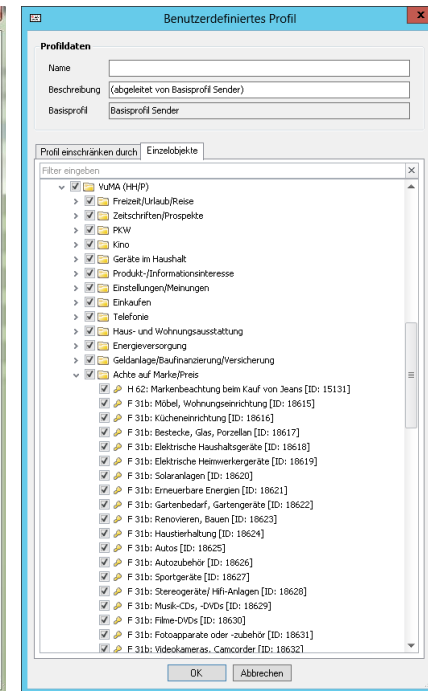 Benutzerdefiniertes Profil
x
Profildaten
Name
Beschreibung (abgeleitet von Basisprofil Sender)
Basisprofil Basisprofil Sender
Profil einschränken durch Einzelobjekte
Filter eingeben
VuMA (HH/P)
Freizeit/Urlaub/Reise
Zeitschriften/Prospekte
PKW
Kino
Geräte im Haushalt
Produkt-/Informationsinteresse
Einstellungen/Meinungen
Einkaufen
Telefonie
Haus- und Wohnungsausstattung
Energieversorgung
Geldanlage/Baufinanzierung/Versicherung
Achte auf Marke/Preis
H 62: Markenbeachtung beim Kauf von Jeans [ID: 15131]
F 31b: Möbel, Wohnungseinrichtung [ID: 18615]
F 31b: Kücheneinrichtung [ID: 18616]
F 31b: Bestecke, Glas, Porzellan [ID: 18617]
F 31b: Elektrische Haushaltsgeräte [ID: 18618]
F 31b: Elektrische Heimwerkergeräte [ID: 18619]
F 31b: Solaranlagen [ID: 18620]
F 31b: Erneuerbare Energien [ID: 18621]
F 31b: Gartenbedarf, Gartengeräte [ID: 18622]
F 31b: Renovieren, Bauen [ID: 18623]
F 31b: Haustierhaltung [ID: 18624]
F 31b: Autos [ID: 18625]
F 31b: Autozubehör [ID: 18626]
F 31b: Sportgeräte [ID: 18627]
F 31b: Stereogeräte/ Hifi-Anlagen [ID: 18628]
F 31b: Musik-CDs, -DVDs [ID: 18629]
F 31b: Filme-DVDs [ID: 18630]
F 31b: Fotoapparate oder -zubehör [ID: 18631]
F 31b: Videokameras, Camcorder [ID: 18632]
OK Abbrechen